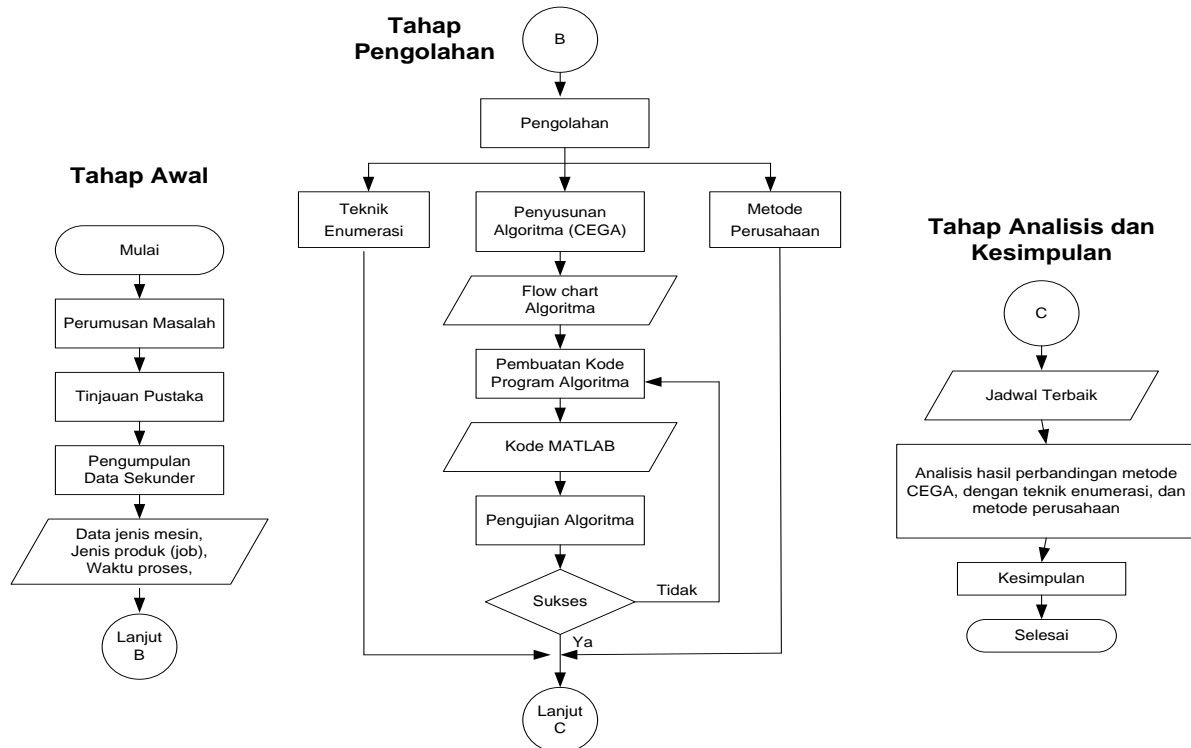 Tahap Awal
Mulai
Perumusan Masalah
Tinjauan Pustaka
Pengumpulan
Data Sekunder
Data jenis mesin,
Jenis produk (job),
Waktu proses,
Lanjut
B
Tahap
Pengolahan
B
Pengolahan
Teknik
Enumerasi
Penyusunan
Algoritma (CEGA)
Metode
Perusahaan
Flow chart
Algoritma
Pembuatan Kode
Program Algoritma
Kode MATLAB
Pengujian Algoritma
Sukses
Tidak
Ya
Lanjut
C
Tahap Analisis dan
Kesimpulan
C
Jadwal Terbaik
Analisis hasil perbandingan metode
CEGA, dengan teknik enumerasi, dan
metode perusahaan
Kesimpulan
Selesai